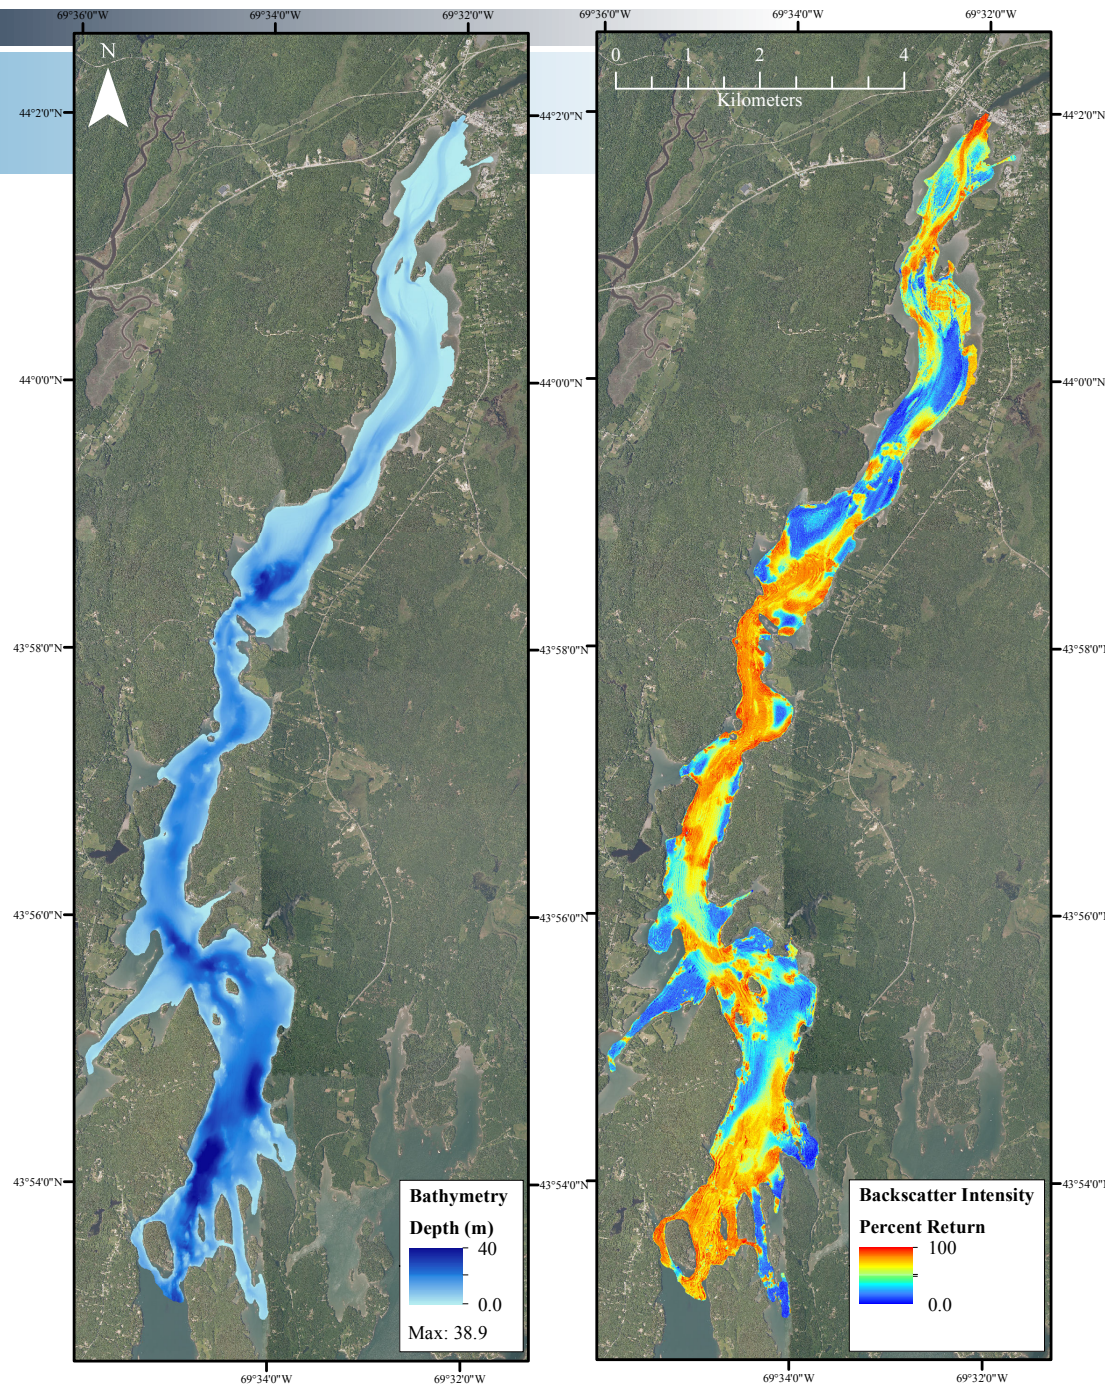 69°36'0"W 69°34'0"W 69°32'0"W 69°36'0"W 69°34'0"W 69°32'0"W
N
0 1 2 4
Kilometers
44°2'0"N 44°2'0"N 44°2'0"N
44°0'0"N 44°0'0"N 44°0'0"N
43°58'0"N 43°58'0"N 43°58'0"N
43°56'0"N 43°56'0"N 43°56'0"N
43°54'0"N 43°54'0"N 43°54'0"N
Bathymetry
Depth (m)
40
0.0
Max: 38.9
Backscatter Intensity
Percent Return
100
0.0
69°34'0"W 69°32'0"W 69°34'0"W 69°32'0"W